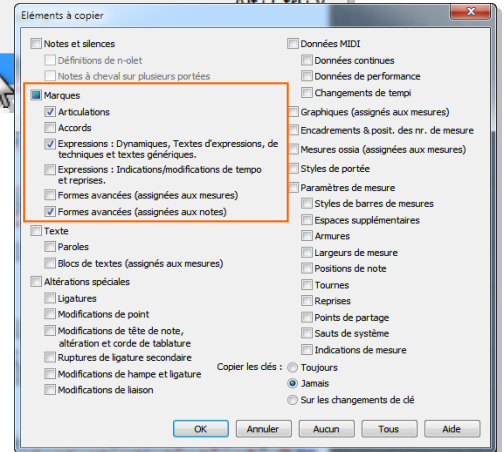 Eléments à copier
Notes et silences
Définitions de n-olet
Notes à cheval sur plusieurs portées
Marques
Articulations
Accords
Expressions : Dynamiques, Textes d'expressions, de
techniques et textes génériques.
Expressions : Indications/modifications de tempo
et reprises.
Formes avancées (assignées aux mesures)
Formes avancées (assignées aux notes)
Texte
Paroles
Blocs de textes (assignés aux mesures)
Altérations spéciales
Ligatures
Modifications de point
Modifications de tête de note,
altération et corde de tablature
Ruptures de ligature secondaire
Modifications de hampe et ligature
Modifications de liaison
Données MIDI
Données continues
Données de performance
Changements de tempi
Graphiques (assignés aux mesures)
Encadrements & posit. des nr. de mesure
Mesures ossia (assignées aux mesures)
Styles de portée
Paramètres de mesure
Styles de barres de mesures
Espaces supplémentaires
Armures
Largeurs de mesure
Positions de note
Tournes
Reprises
Points de partage
Sauts de système
Indications de mesure
Copier les clés :
Toujours
Jamais
Sur les changements de clé
OK
Annuler
Aucun
Tous
Aide